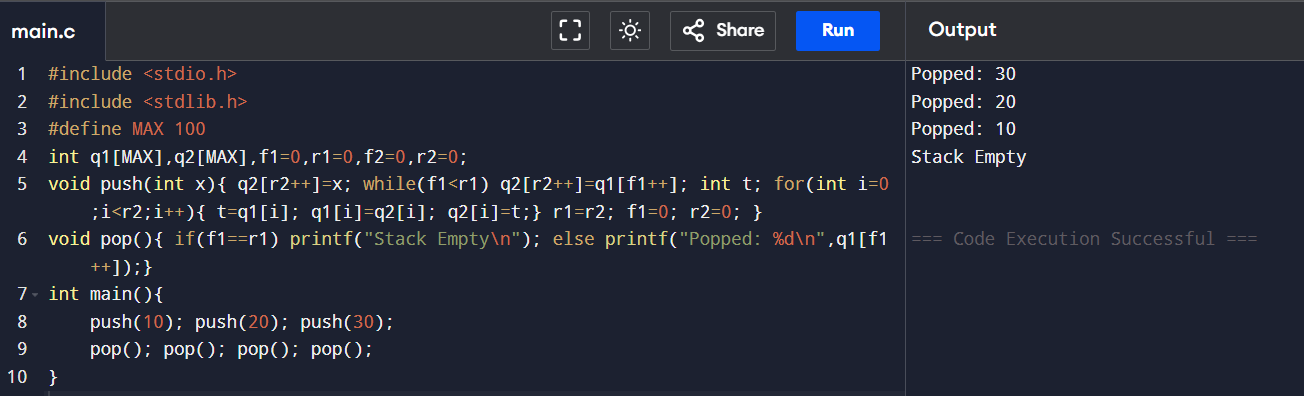 main.c
Share
Run
Output
1 #include <stdio.h>
2 #include <stdlib.h>
3 #define MAX 100
4 int q1[MAX],q2[MAX],f1=0,r1=0,f2=0,r2=0;
5 void push(int x){ q2[r2++]=x; while(f1<r1) q2[r2++]=q1[f1++]; int t; for(int i=0
;i<r2;i++){ t=q1[i]; q1[i]=q2[i]; q2[i]=t;} r1=r2; f1=0; r2=0; }
6 void pop(){ if(f1==r1) printf("Stack Empty\n"); else printf("Popped: %d\n",q1[f1
++]);}
7 int main(){
8 push(10); push(20); push(30);
9 pop(); pop(); pop(); pop();
10 }
Popped: 30
Popped: 20
Popped: 10
Stack Empty
=== Code Execution Successful ===